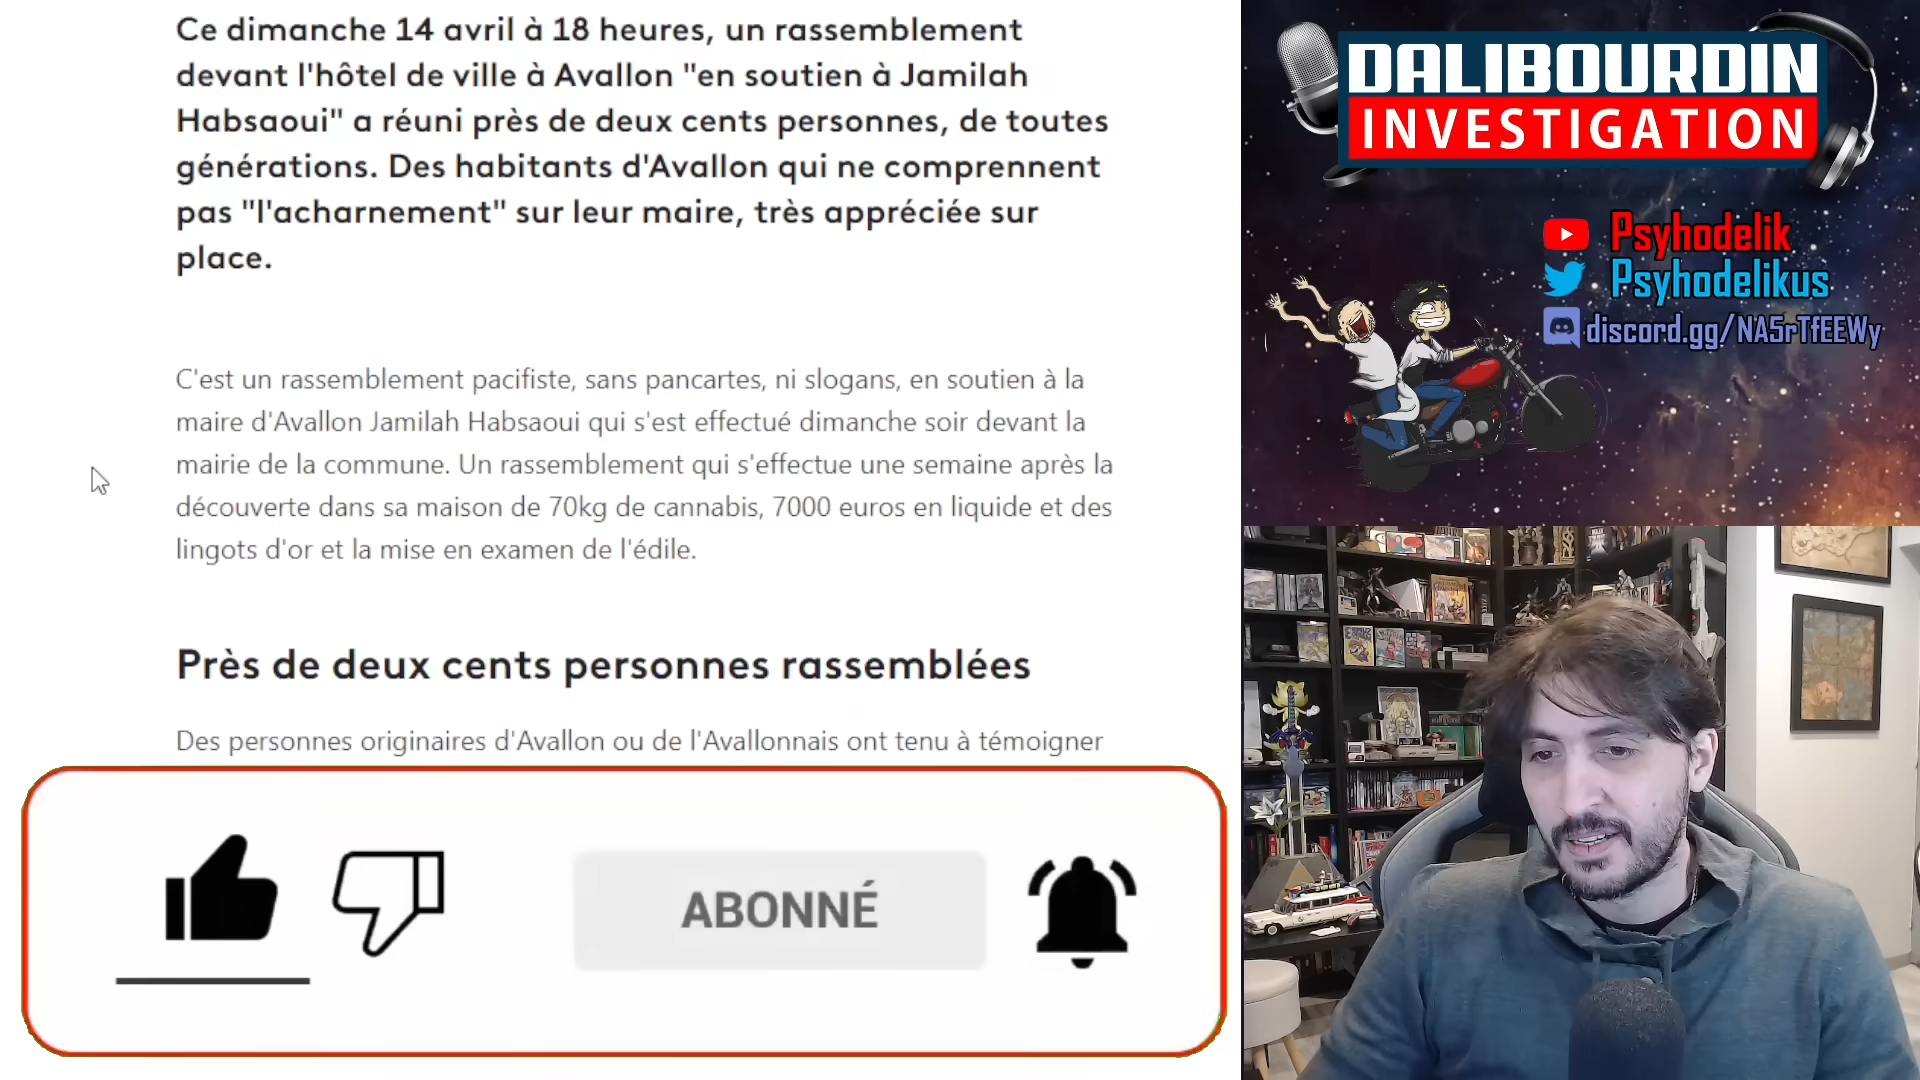 Ce dimanche 14 avril à 18 heures, un rassemblement
devant l'hôtel de ville à Avallon "en soutien à Jamilah
Habsaoui" a réuni près de deux cents personnes, de toutes
générations. Des habitants d'Avallon qui ne comprennent
pas "l'acharnement" sur leur maire, très appréciée sur
place.
C'est un rassemblement pacifiste, sans pancartes, ni slogans, en soutien à la
maire d'Avallon Jamilah Habsaoui qui s'est effectué dimanche soir devant la
mairie de la commune. Un rassemblement qui s'effectue une semaine après la
découverte dans sa maison de 70kg de cannabis, 7000 euros en liquide et des
lingots d'or et la mise en examen de l'édile.
Près de deux cents personnes rassemblées
Des personnes originaires d'Avallon ou de l'Avallonnais ont tenu à témoigner
ABONNÉ
DALIBOURDIN
INVESTIGATION
Psyhodelik
Psyhodelikus
discord.gg/NA5rTfEEWy